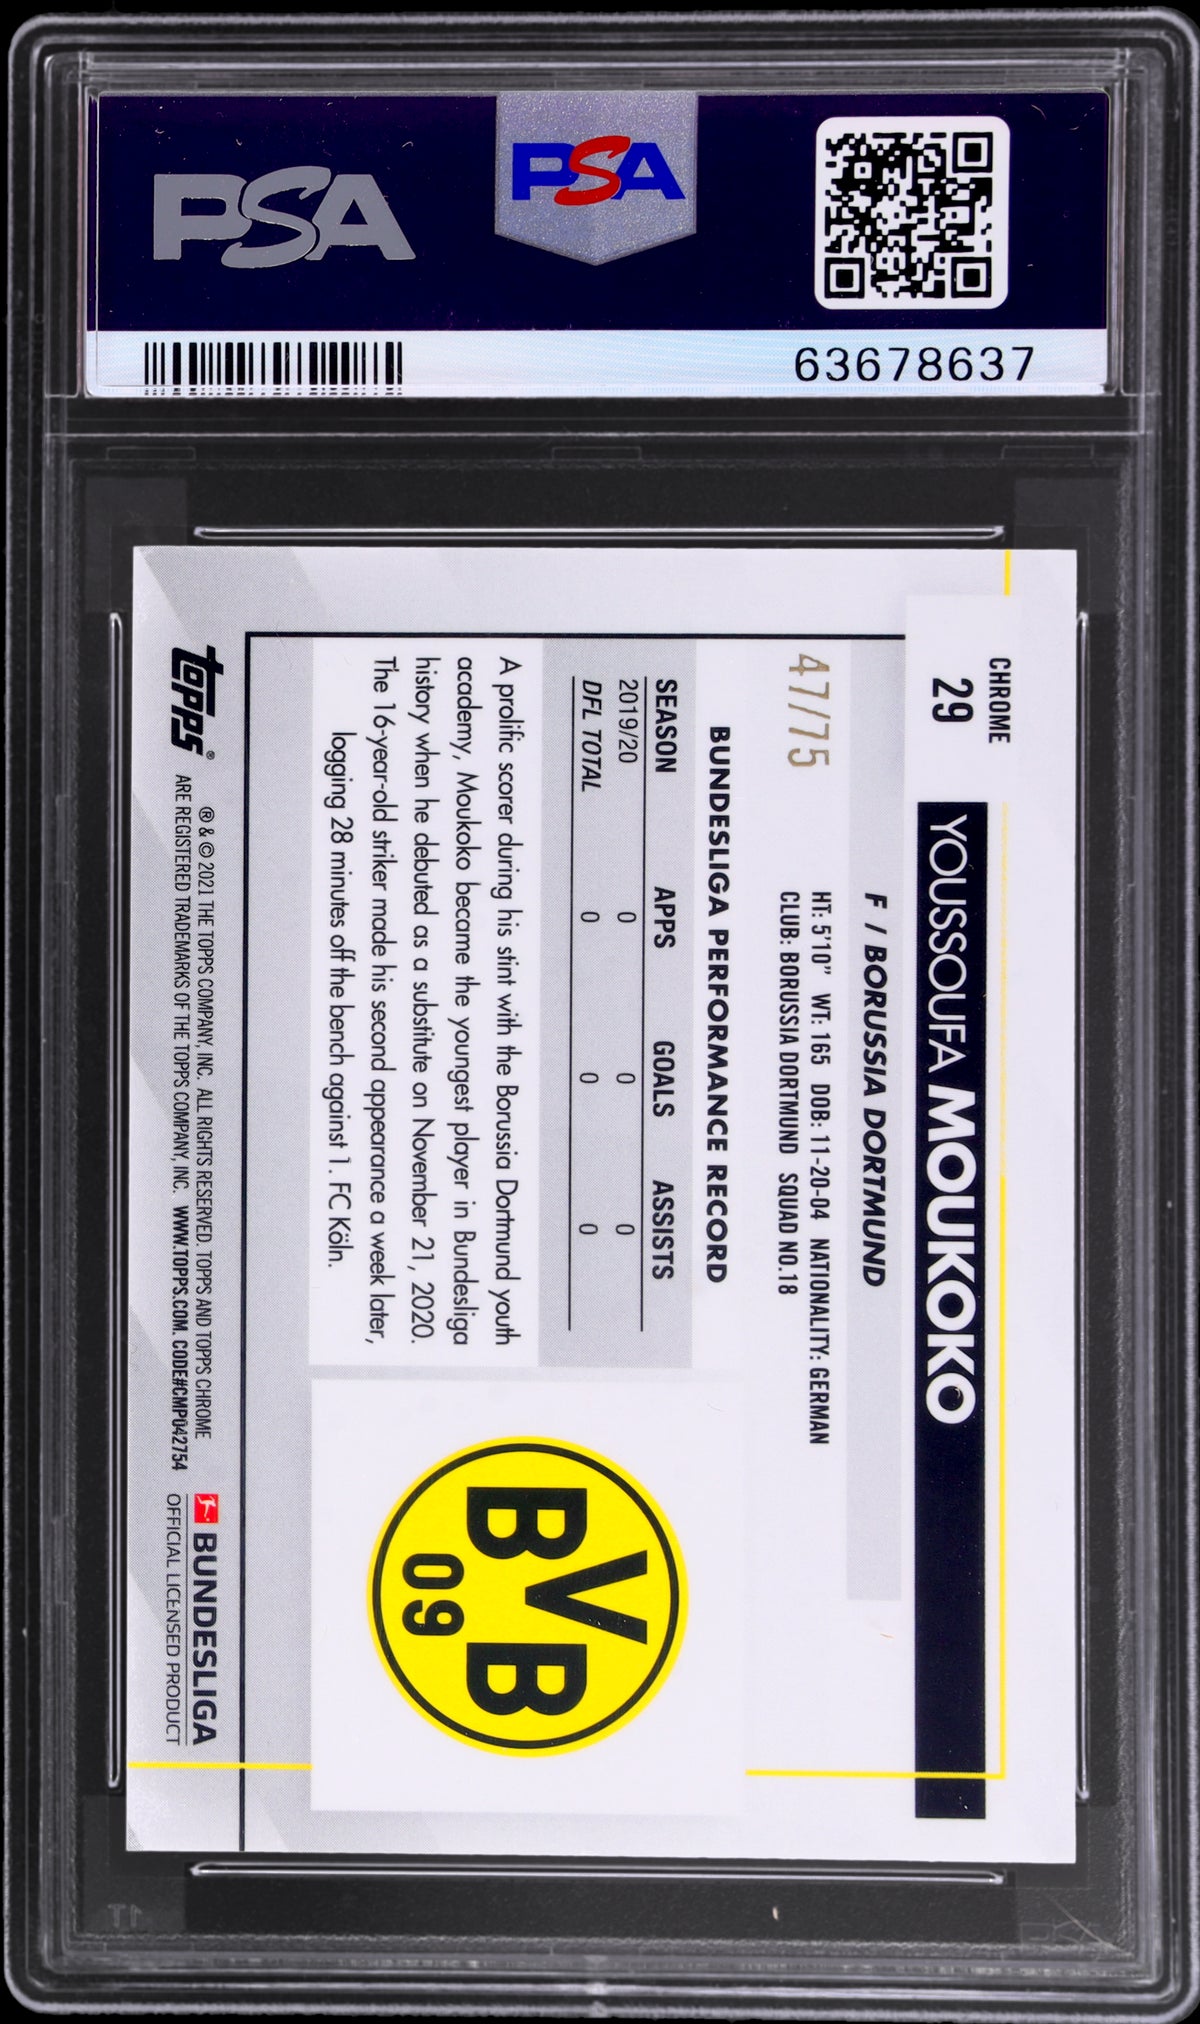 PSA
PSA
63678637
CHROME
29
YOUSSOUFA MOUKOKO
F / BORUSSIA DORTMUND
47/75
HT: 5'10" WT: 165 DOB: 11-20-04 NATIONALITY: GERMAN
CLUB: BORUSSIA DORTMUND SQUAD NO.18
BUNDESLIGA PERFORMANCE RECORD
SEASON APPS GOALS ASSISTS
2019/20 0 0 0
DFL TOTAL 0 0 0
A prolific scorer during his stint with the Borussia Dortmund youth
academy, Moukoko became the youngest player in Bundesliga
history when he debuted as a substitute on November 21, 2020.
The 16-year-old striker made his second appearance a week later,
logging 28 minutes off the bench against 1. FC Köln.
BVB
09
topps®
® & © 2021 THE TOPPS COMPANY, INC. ALL RIGHTS RESERVED. TOPPS AND TOPPS CHROME
ARE REGISTERED TRADEMARKS OF THE TOPPS COMPANY, INC. WWW.TOPPS.COM. CODE#CMP042754
BUNDESLIGA
OFFICIAL LICENSED PRODUCT